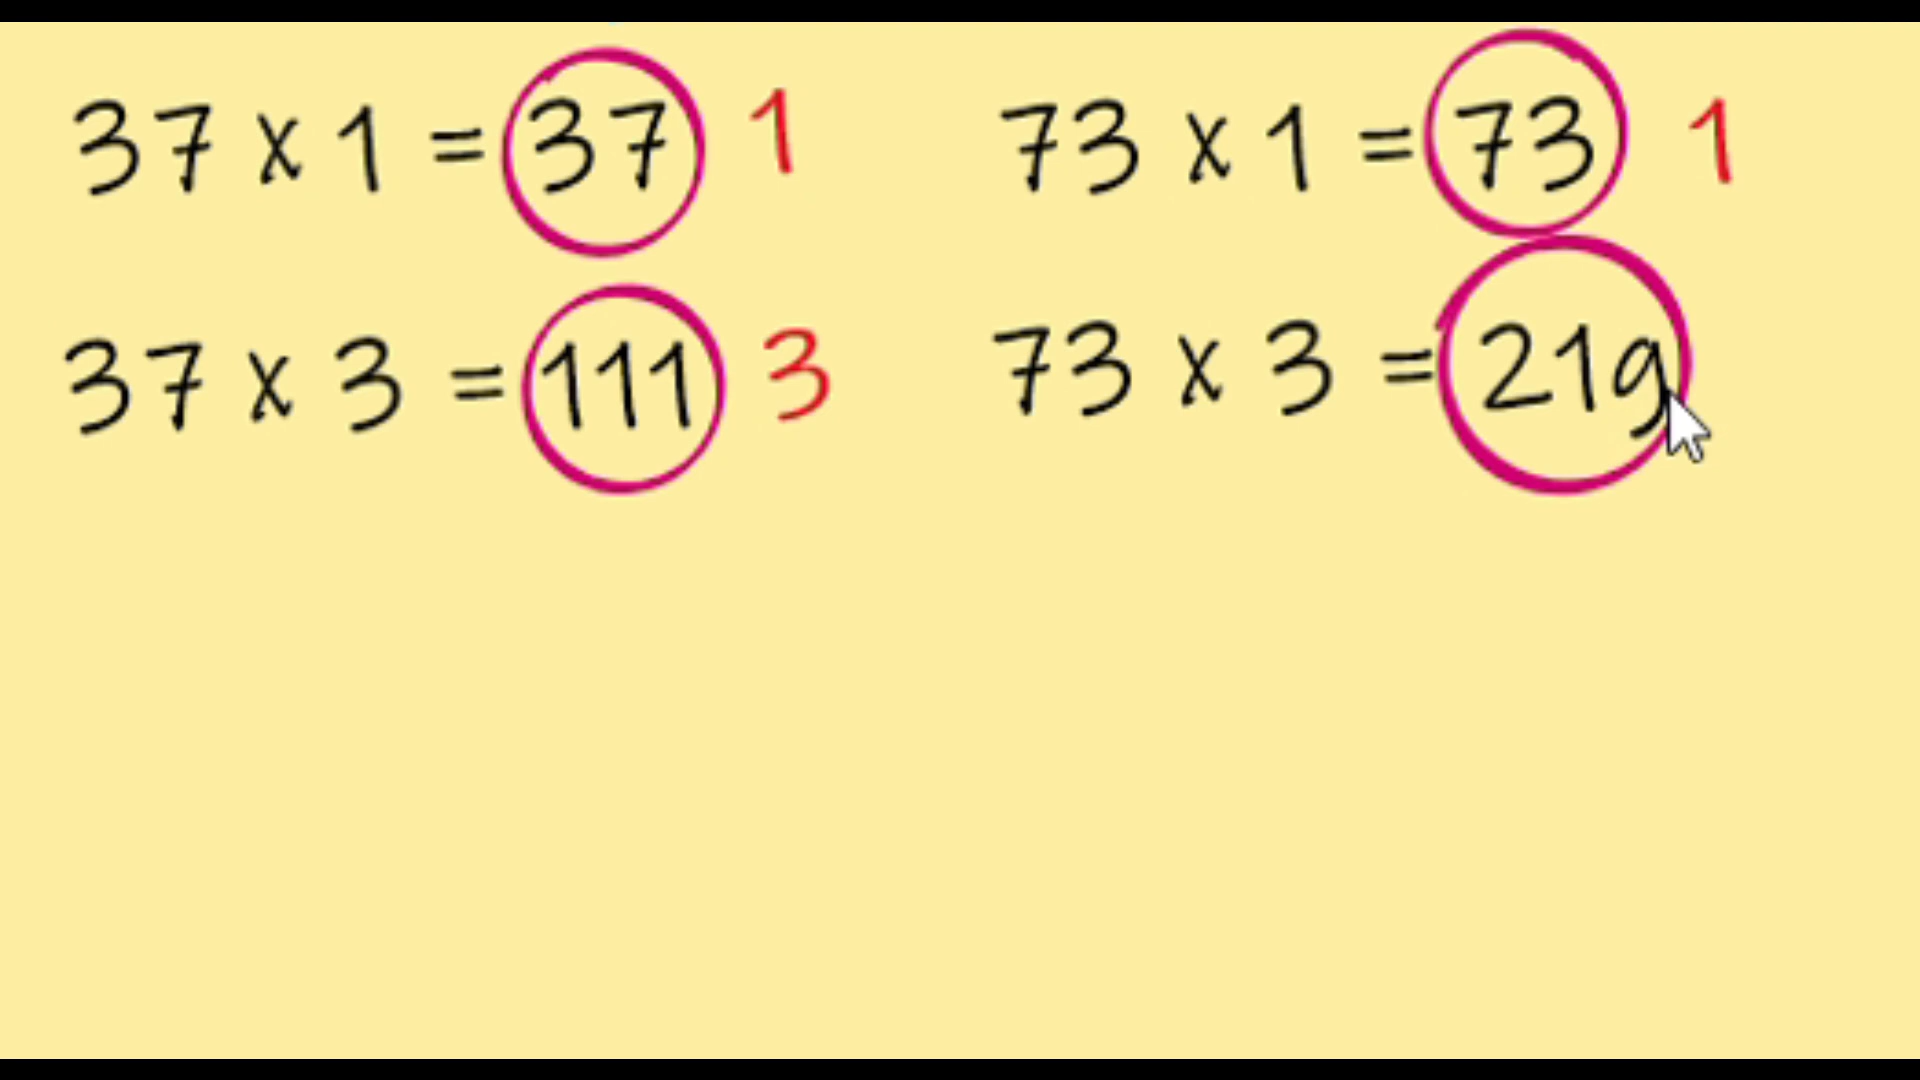 37 x 1 = 37 1
73 x 1 = 73 1
37 x 3 = 111 3
73 x 3 = 219